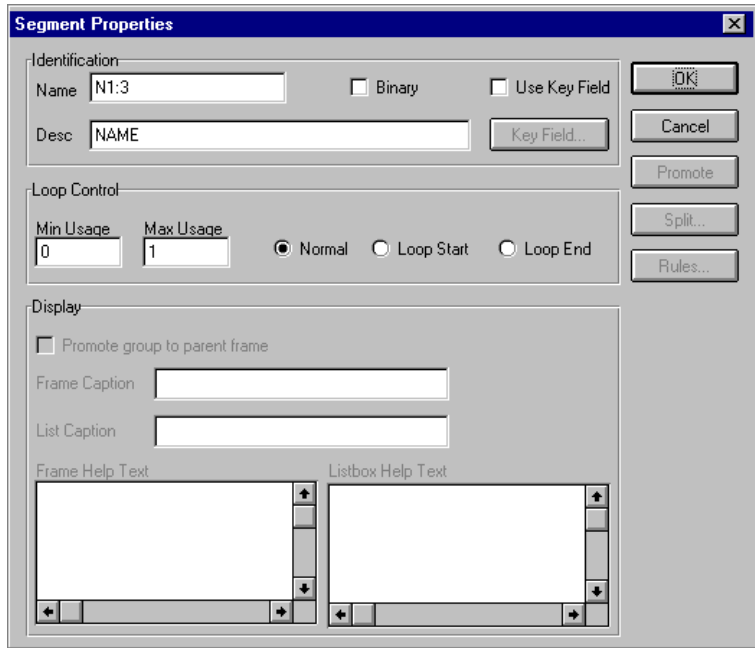 Segment Properties
Identification
Name N1:3 Binary Use Key Field
Desc NAME Key Field...
OK
Cancel
Promote
Split...
Rules...
Loop Control
Min Usage Max Usage
0 1 Normal Loop Start Loop End
Display
Promote group to parent frame
Frame Caption
List Caption
Frame Help Text Listbox Help Text